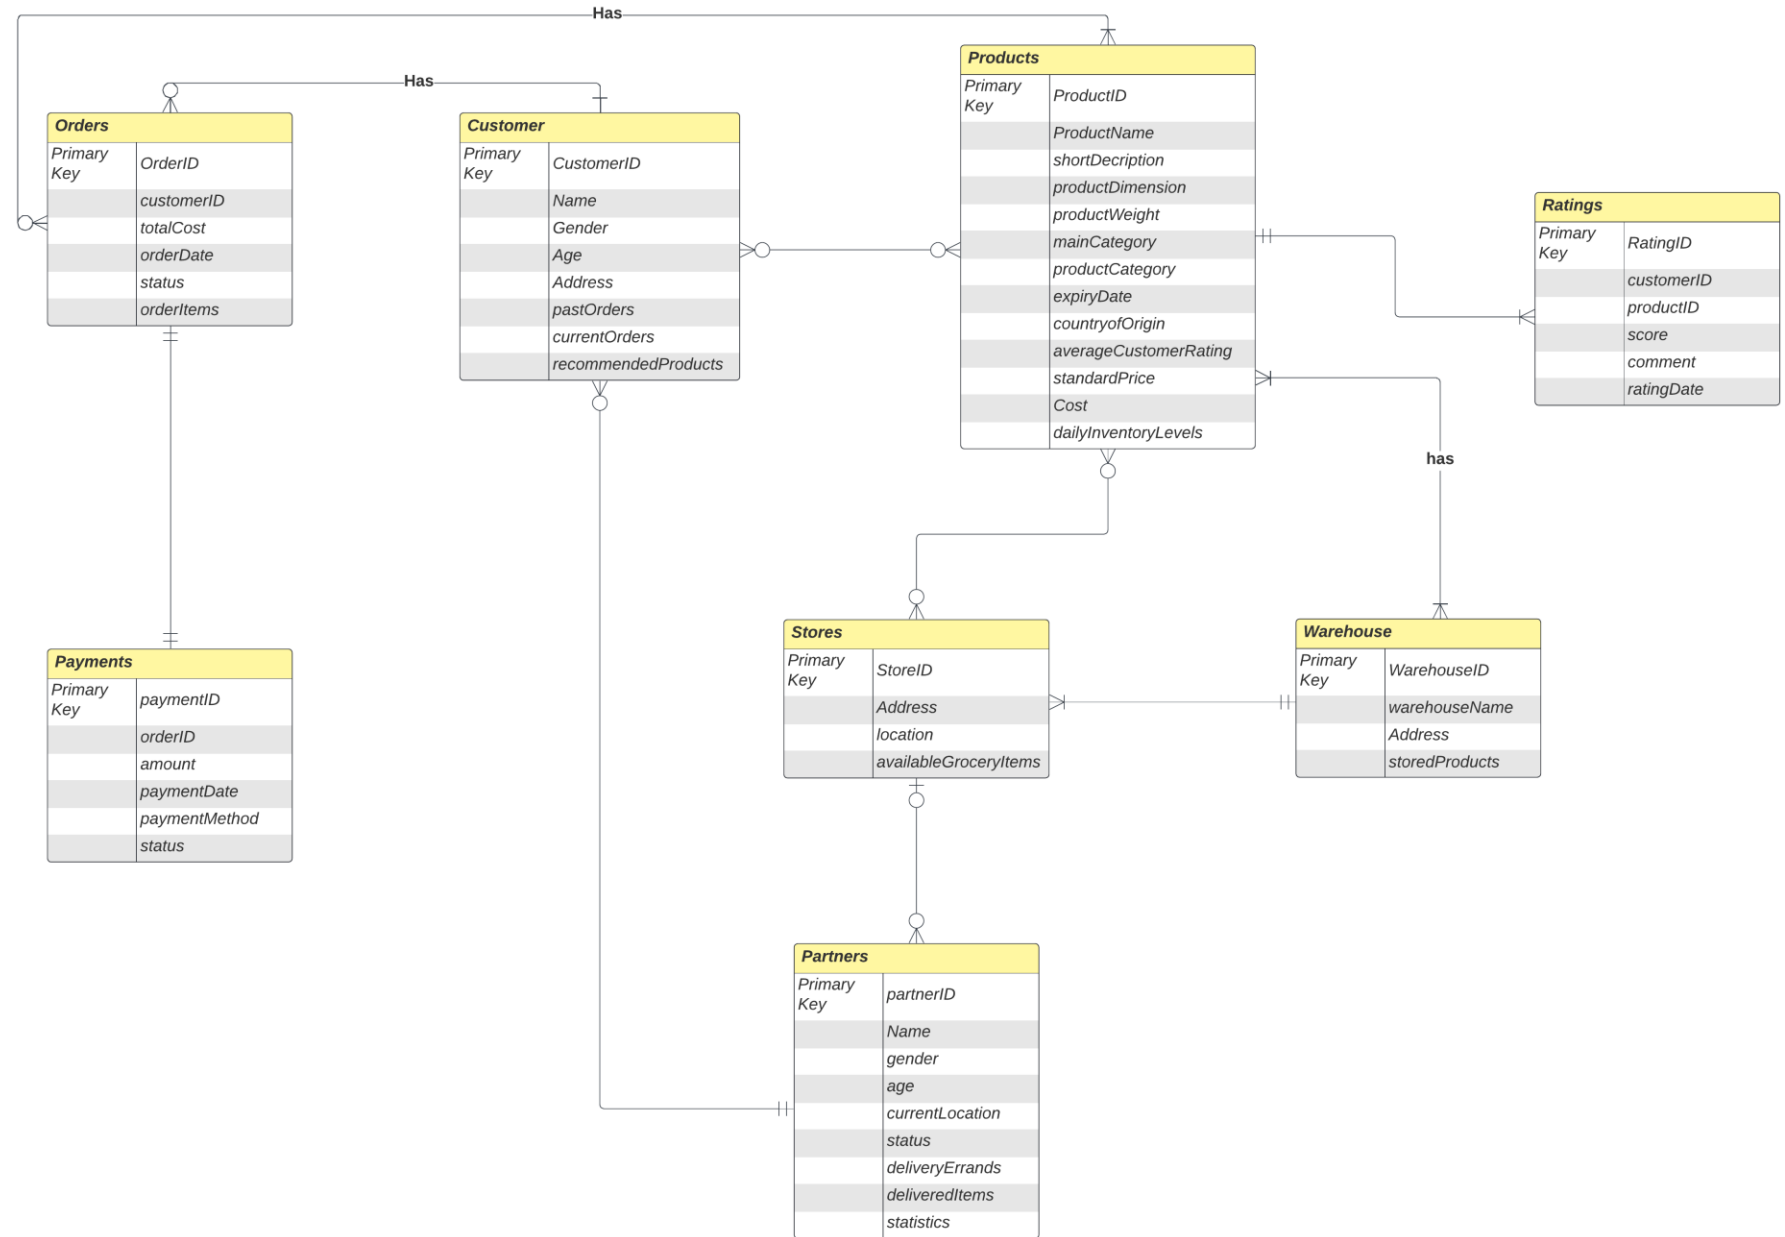 Has
Has
Orders
Primary
Key
OrderID
customerID
totalCost
orderDate
status
orderItems
Customer
Primary
Key
CustomerID
Name
Gender
Age
Address
pastOrders
currentOrders
recommendedProducts
Products
Primary
Key
ProductID
ProductName
shortDecription
productDimension
productWeight
mainCategory
productCategory
expiryDate
countryofOrigin
averageCustomerRating
standardPrice
Cost
dailyInventoryLevels
Ratings
Primary
Key
RatingID
customerID
productID
score
comment
ratingDate
has
Payments
Primary
Key
paymentID
orderID
amount
paymentDate
paymentMethod
status
Stores
Primary
Key
StoreID
Address
location
availableGroceryItems
Warehouse
Primary
Key
WarehouseID
warehouseName
Address
storedProducts
Partners
Primary
Key
partnerID
Name
gender
age
currentLocation
status
deliveryErrands
deliveredItems
statistics